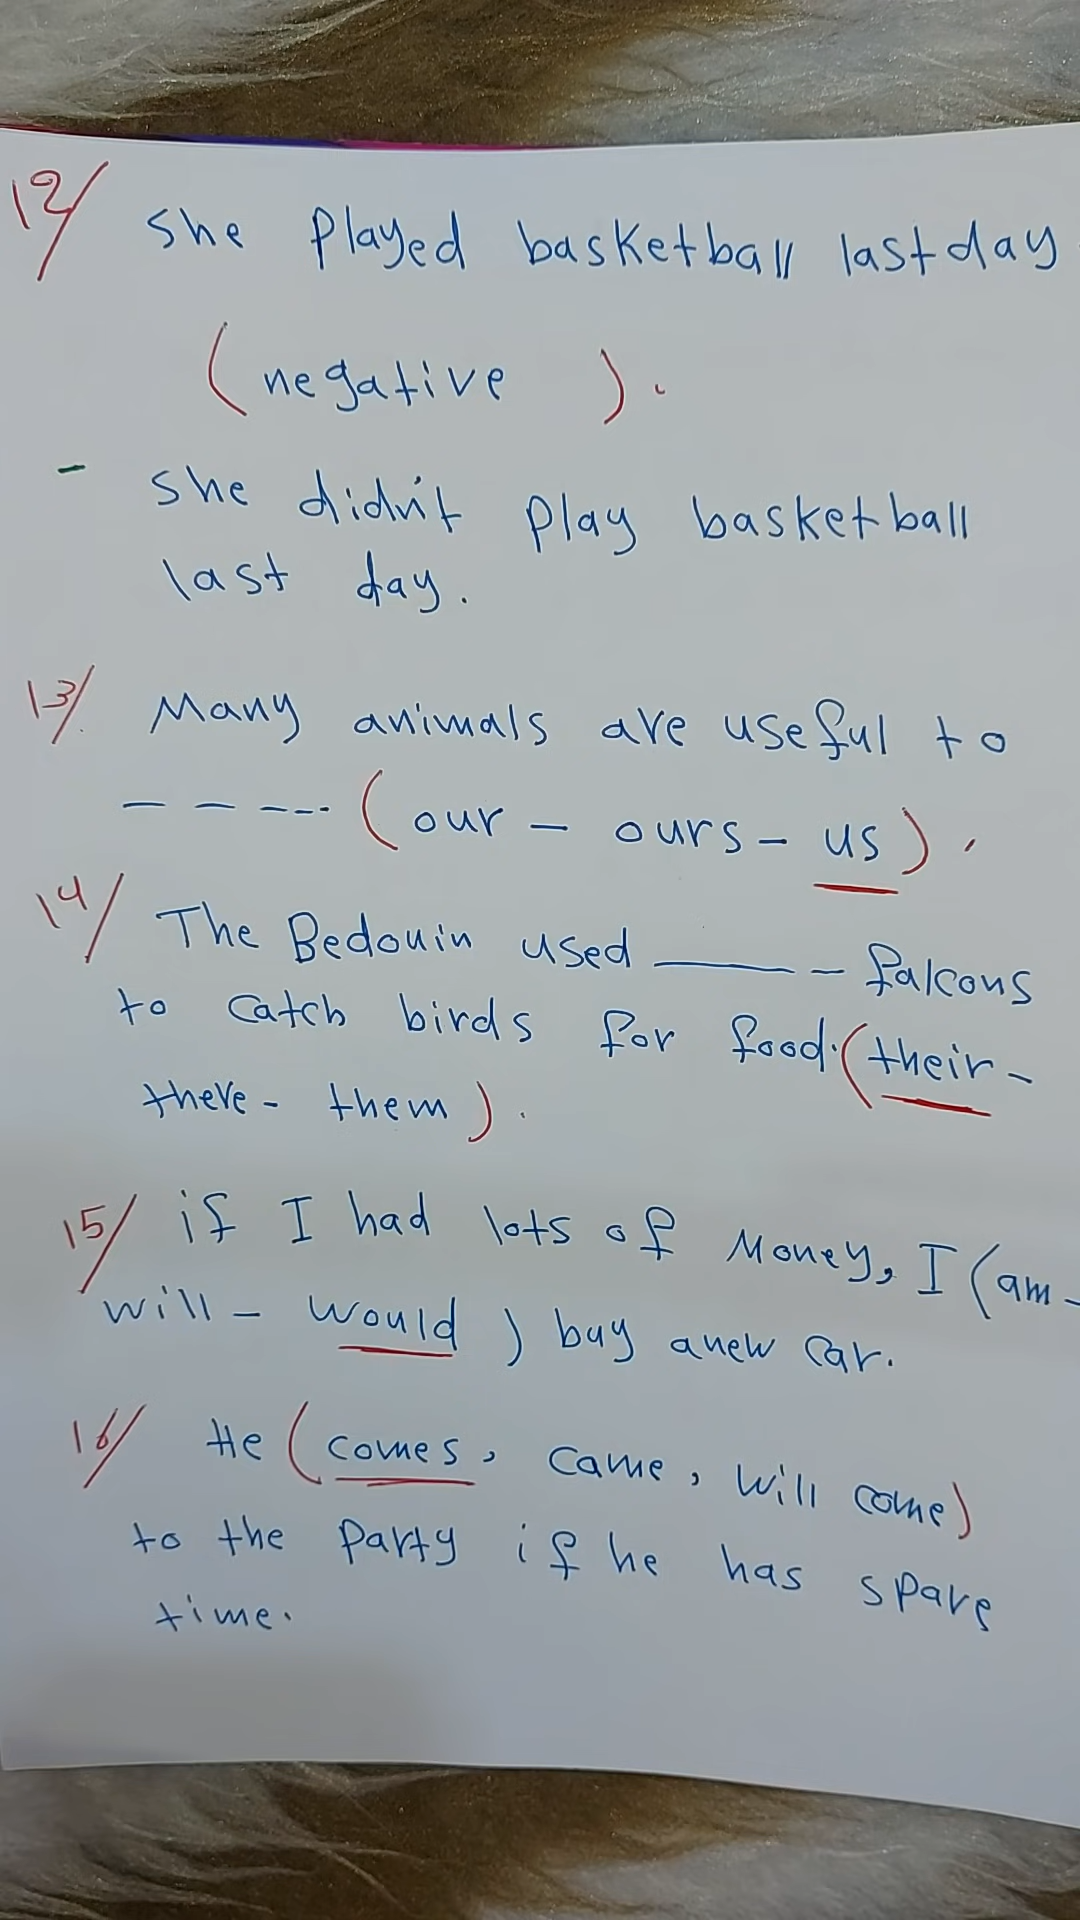 12/ She Played basketball last day
(negative ).
- She didn't Play basketball
last day.
13/ Many animals are useful to
- - - --- (our - ours - us).
14/ The Bedouin used ——-- falcons
to catch birds for food. (their -
there - them).
15/ if I had lots of Money, I (am -
will - would ) buy anew car.
16/ He (comes, came, will come)
to the Party if he has spare
time.